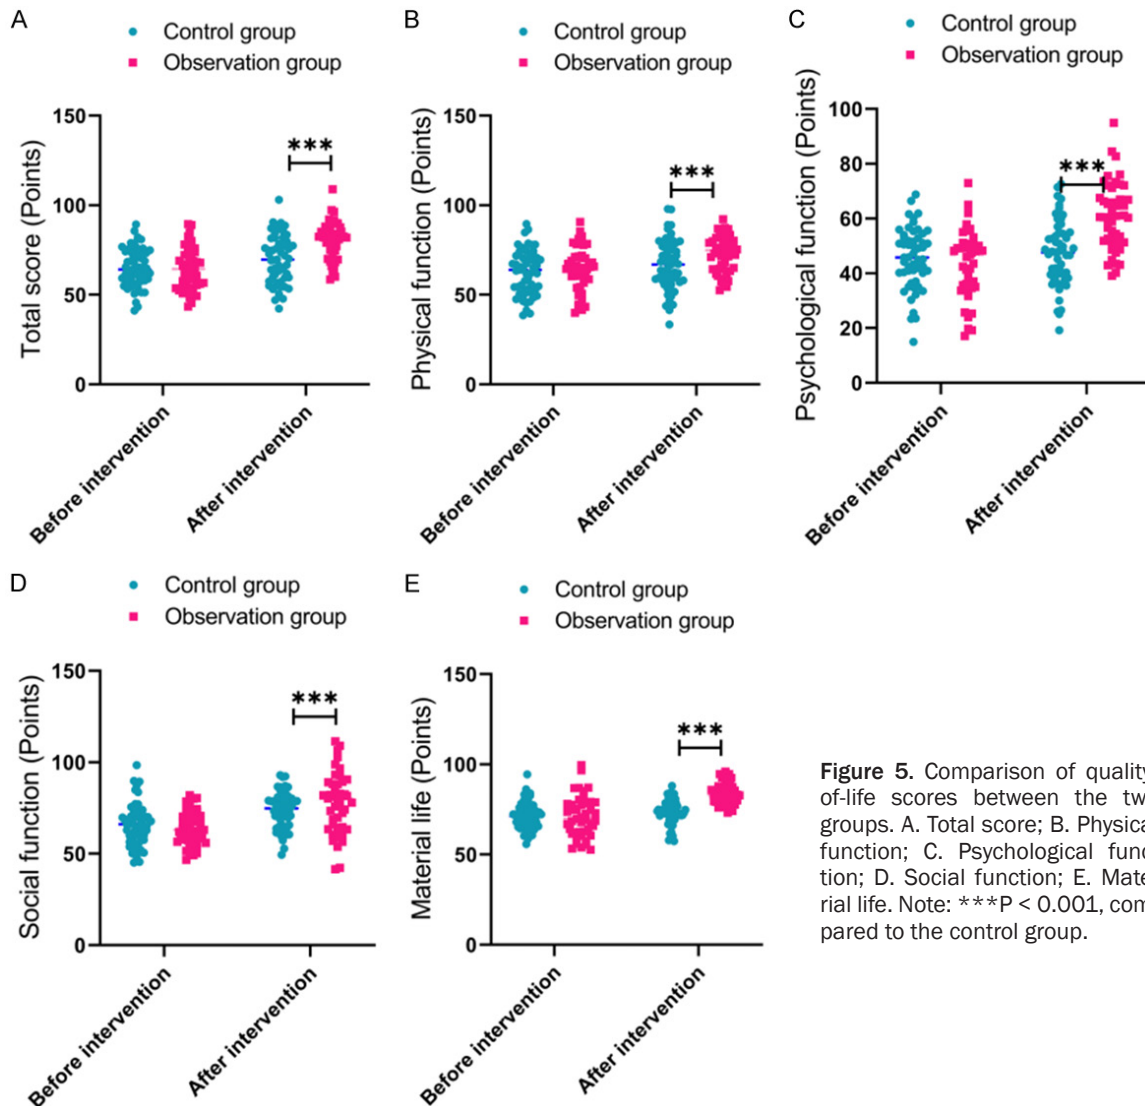 A
Control group
Observation group
Total score (Points)
150
100
50
0
***
Before intervention
After intervention
B
Control group
Observation group
Physical function (Points)
150
100
50
0
***
Before intervention
After intervention
C
Control group
Observation group
Psychological function (Points)
100
80
60
40
20
0
***
Before intervention
After intervention
D
Control group
Observation group
Social function (Points)
150
100
50
0
***
Before intervention
After intervention
E
Control group
Observation group
Material life (Points)
150
100
50
0
***
Before intervention
After intervention
Figure 5. Comparison of quality
of-life scores between the tw
groups. A. Total score; B. Physica
function; C. Psychological func
tion; D. Social function; E. Mate
rial life. Note: ***P < 0.001, com
pared to the control group.